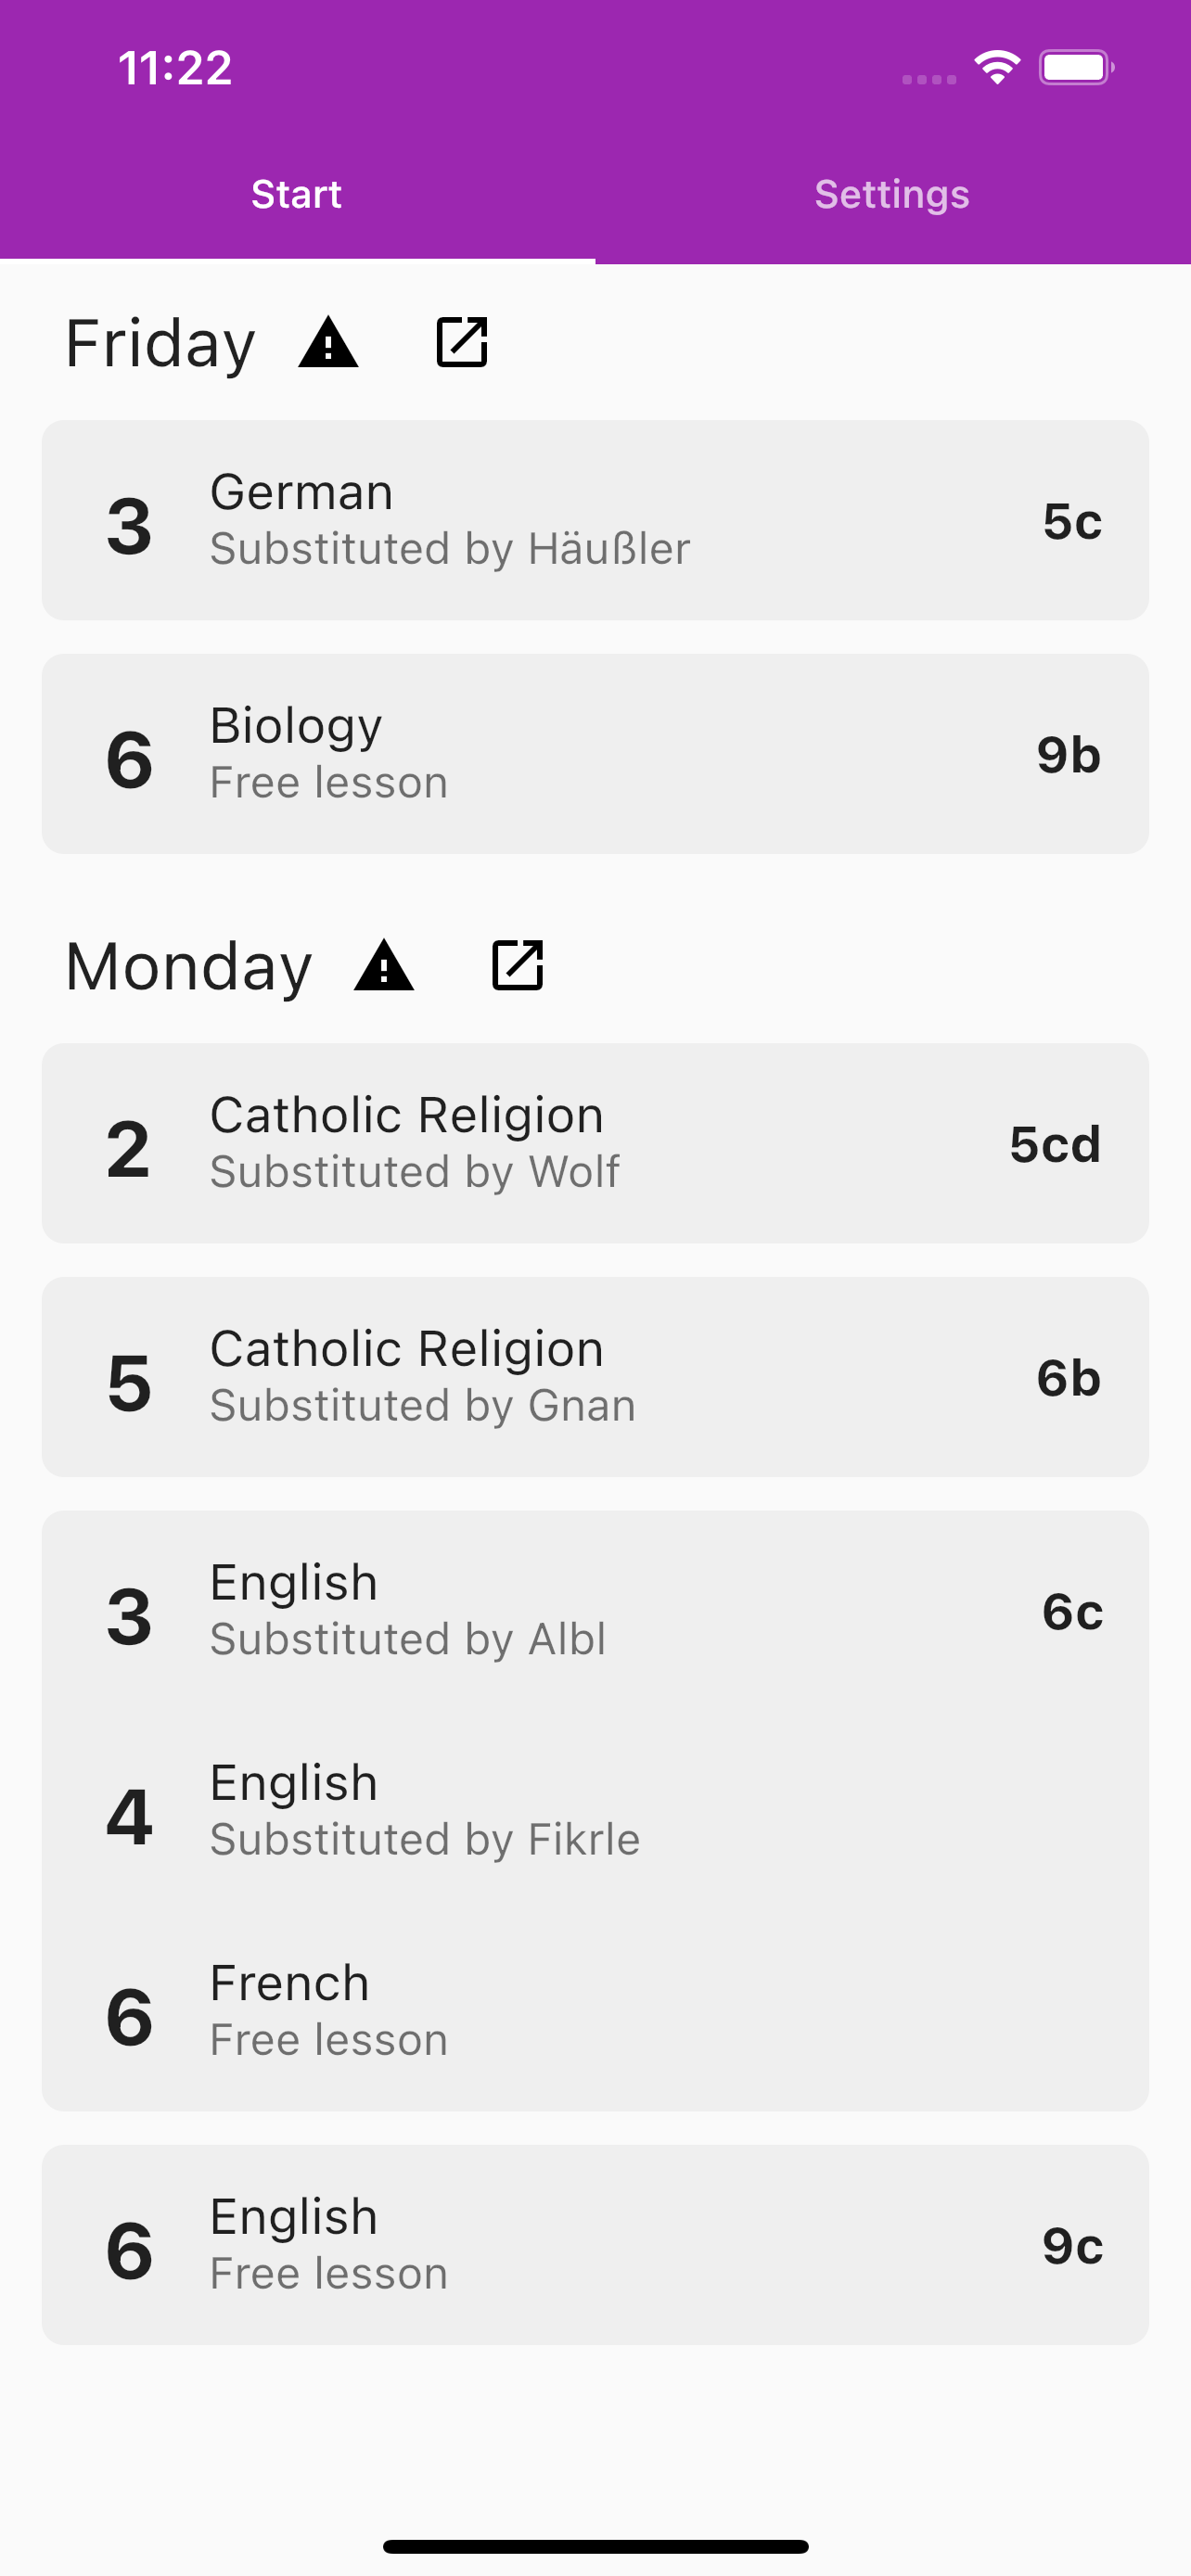 11:22
Start Settings
Friday
3 German 5c
Substituted by Häußler
6 Biology 9b
Free lesson
Monday
2 Catholic Religion 5cd
Substituted by Wolf
5 Catholic Religion 6b
Substituted by Gnan
3 English 6c
Substituted by Albl
4 English
Substituted by Fikrle
6 French
Free lesson
6 English 9c
Free lesson